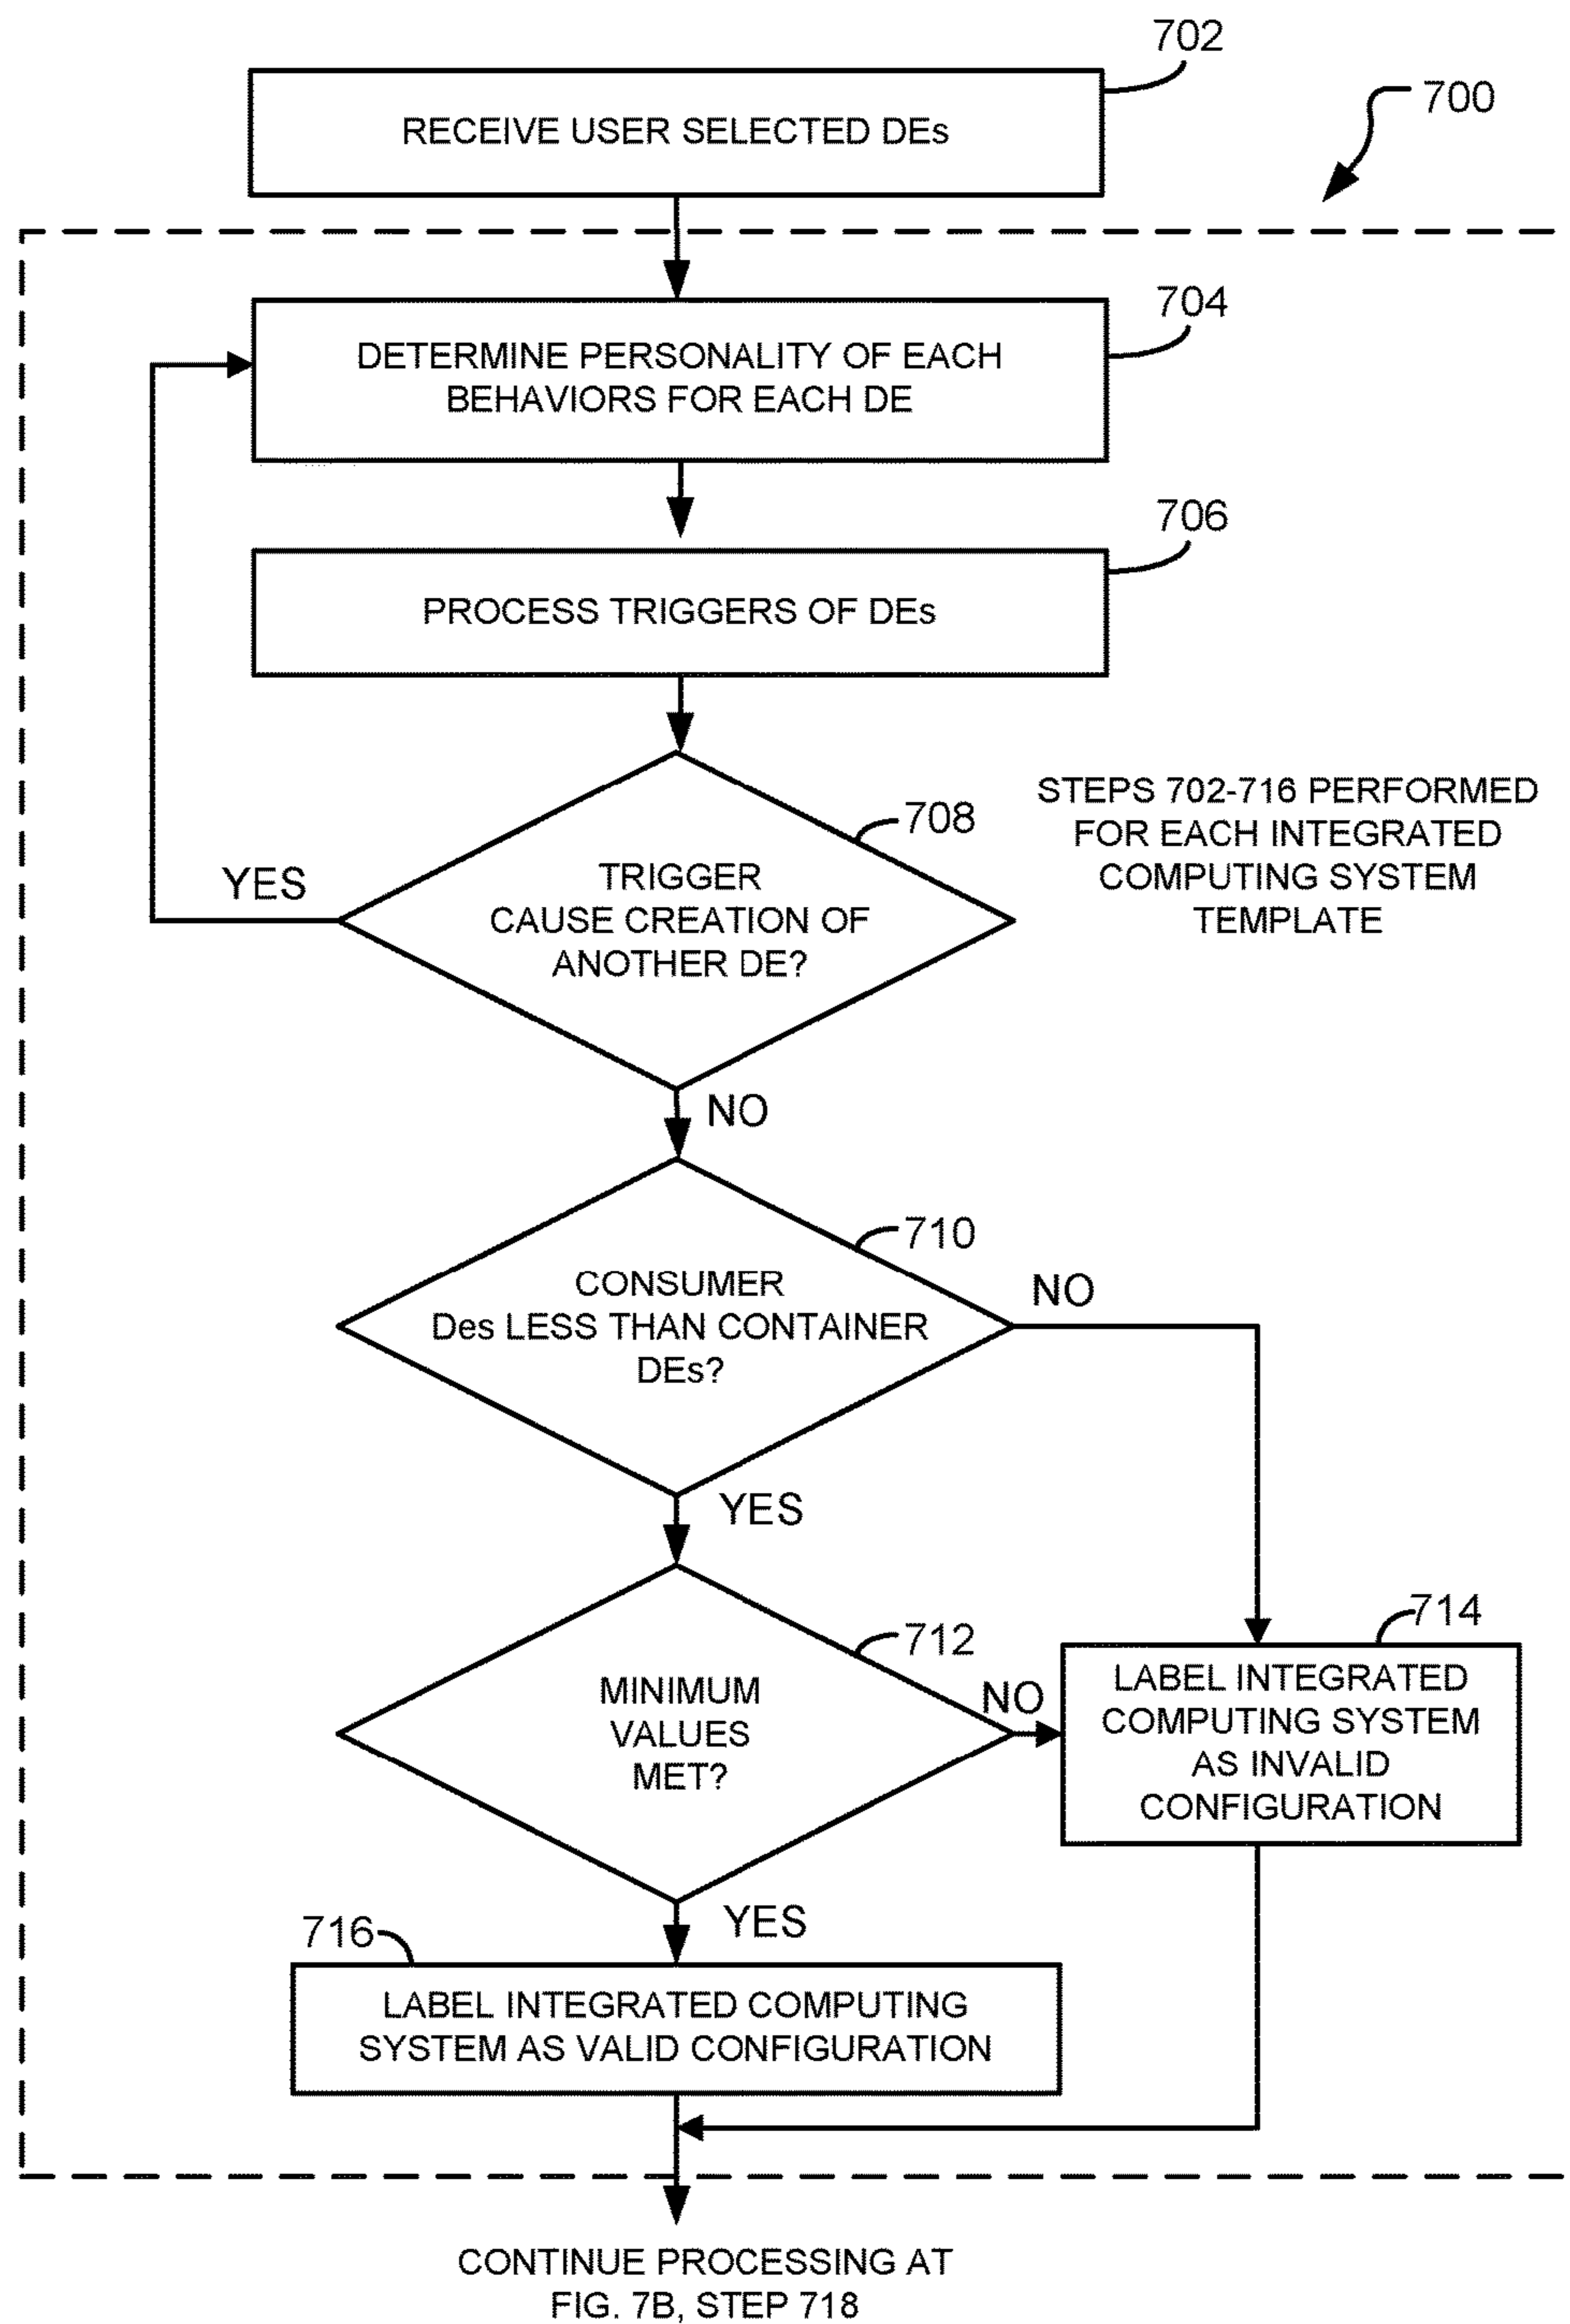 702
700
RECEIVE USER SELECTED DEs
704
DETERMINE PERSONALITY OF EACH
BEHAVIORS FOR EACH DE
706
PROCESS TRIGGERS OF DEs
708
TRIGGER
CAUSE CREATION OF
ANOTHER DE?
YES
STEPS 702-716 PERFORMED
FOR EACH INTEGRATED
COMPUTING SYSTEM
TEMPLATE
NO
710
CONSUMER
Des LESS THAN CONTAINER
DEs?
NO
YES
712
MINIMUM
VALUES
MET?
NO
714
LABEL INTEGRATED
COMPUTING SYSTEM
AS INVALID
CONFIGURATION
YES
716
LABEL INTEGRATED COMPUTING
SYSTEM AS VALID CONFIGURATION
CONTINUE PROCESSING AT
FIG. 7B, STEP 718